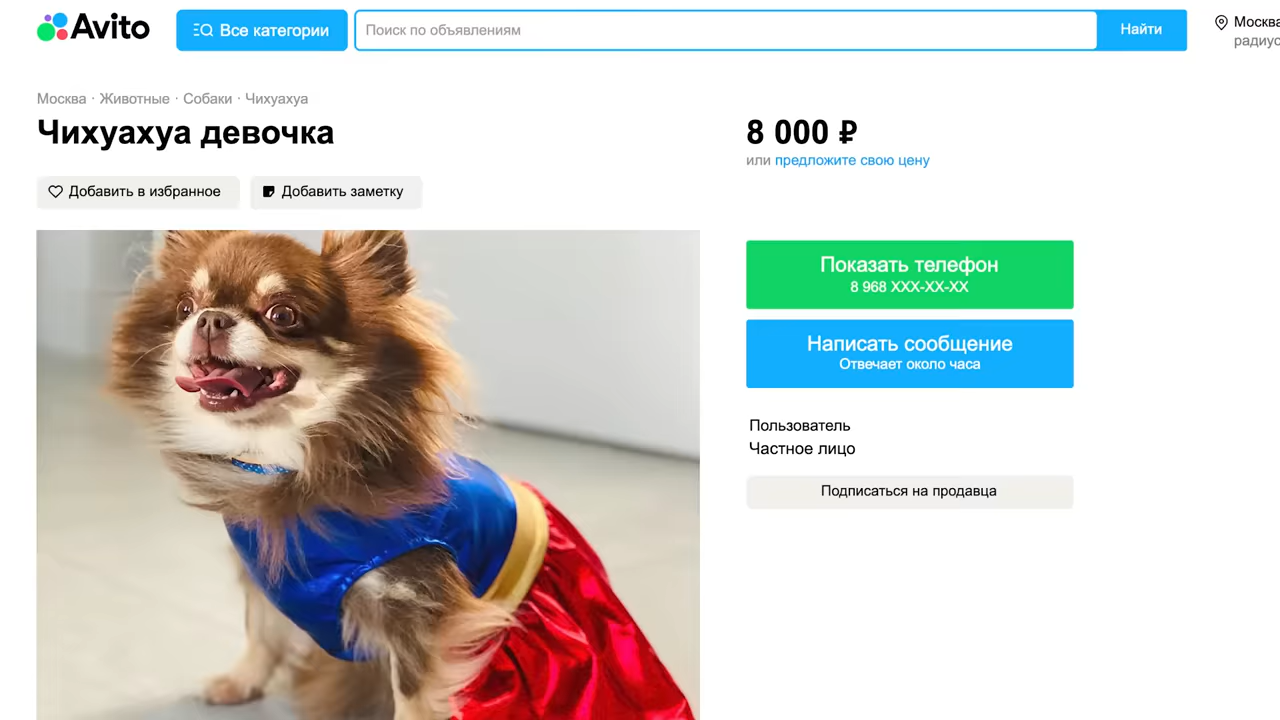 Avito
Все категории
Поиск по объявлениям
Найти
Москва
радиус
Москва · Животные · Собаки · Чихуахуа
Чихуахуа девочка
8 000 ₽
или предложите свою цену
Добавить в избранное
Добавить заметку
Показать телефон
8 968 XXX-XX-XX
Написать сообщение
Отвечает около часа
Пользователь
Частное лицо
Подписаться на продавца